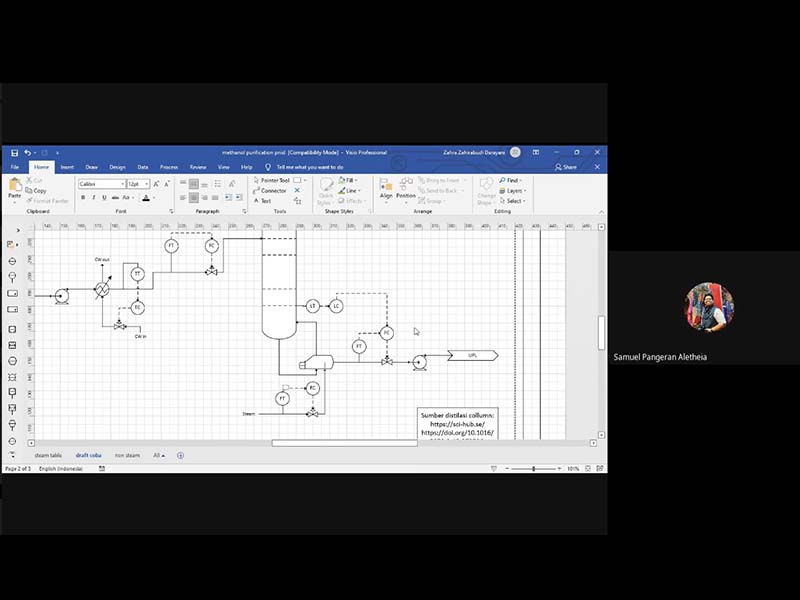 methanol purification pnid [Compatibility Mode] - Visio Professional
Zahra Zahrabudi Darayani
File Home Insert Draw Design Data Process Review View Help Tell me what you want to do Share
Paste
Cut
Copy
Format Painter
Clipboard
Calibri 12pt
Font
Paragraph
Pointer Tool
Connector
Text
Tools
Quick Styles
Fill
Line
Effects
Shape Styles
Align
Position
Bring to Front
Send to Back
Group
Arrange
Change Shape
Find
Layers
Select
Editing
FT FC
CW out
TT
TC
CW in
LT LC
FC
FT
UPL
FT FC
Steam
Sumber distilasi collumn:
https://sci-hub.se/
https://doi.org/10.1016/
steam table draft coba non steam All
Page 2 of 3 English (Indonesia) 101%
Samuel Pangeran Aletheia